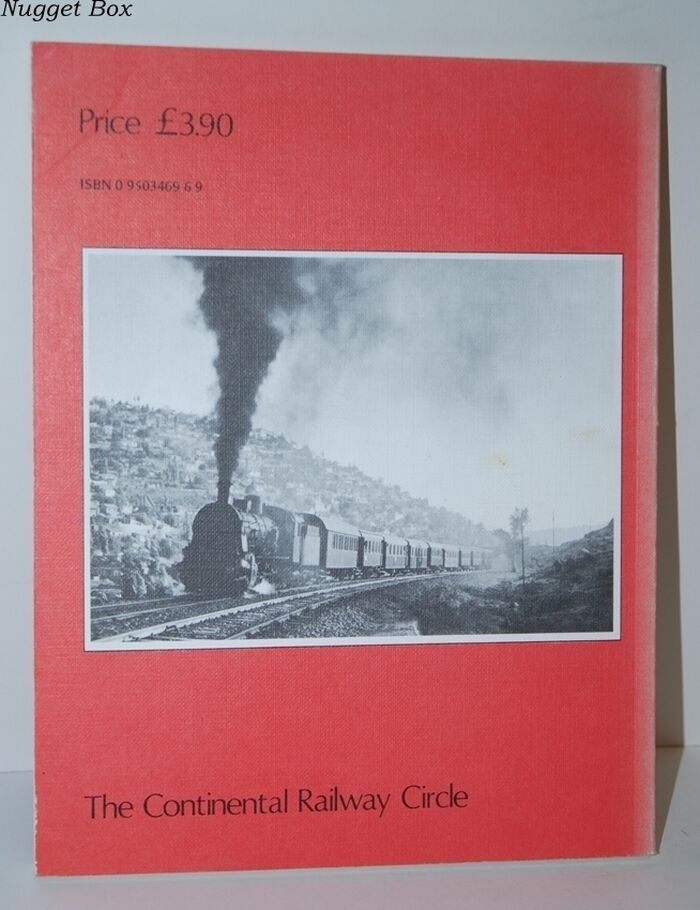 Nugget Box
Price £3.90
ISBN 0 9503469 6 9
The Continental Railway Circle